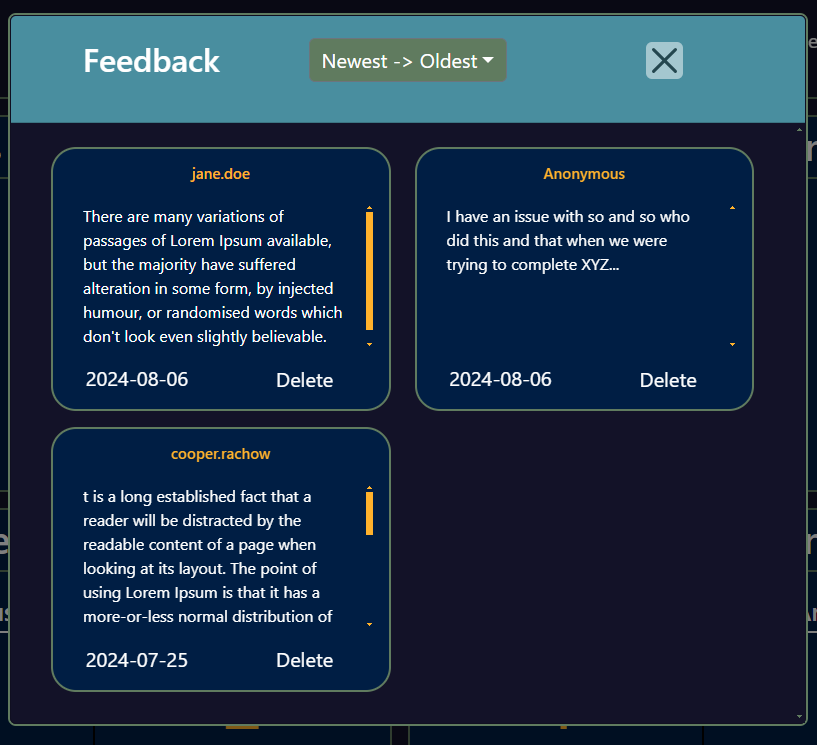 Feedback
Newest -> Oldest
jane.doe
There are many variations of
passages of Lorem Ipsum available,
but the majority have suffered
alteration in some form, by injected
humour, or randomised words which
don't look even slightly believable.
2024-08-06
Delete
Anonymous
I have an issue with so and so who
did this and that when we were
trying to complete XYZ...
2024-08-06
Delete
cooper.rachow
t is a long established fact that a
reader will be distracted by the
readable content of a page when
looking at its layout. The point of
using Lorem Ipsum is that it has a
more-or-less normal distribution of
2024-07-25
Delete